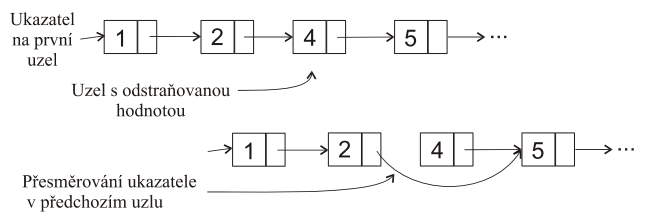 Ukazatel
na první
uzel
1 2 4 5 ...
Uzel s odstraňovanou
hodnotou
1 2 4 5 ...
Přesměrování ukazatele
v předchozím uzlu